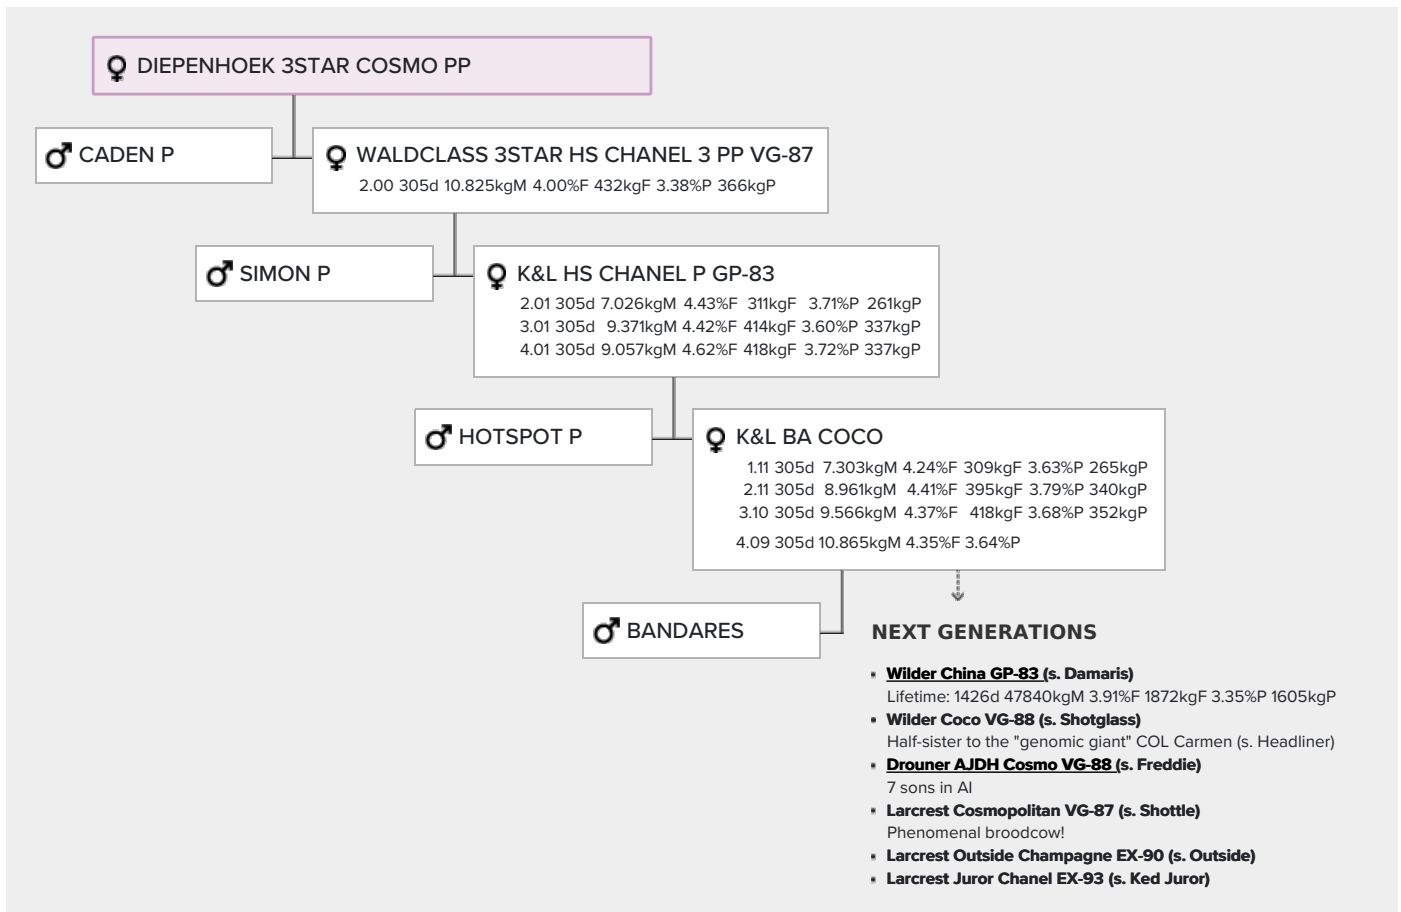 DIEPENHOEK 3STAR COSMO PP
CADEN P
WALDCLASS 3STAR HS CHANEL 3 PP VG-87
2.00 305d 10.825kgM 4.00%F 432kgF 3.38%P 366kgP
SIMON P
K&L HS CHANEL P GP-83
2.01 305d 7.026kgM 4.43%F 311kgF 3.71%P 261kgP
3.01 305d 9.371kgM 4.42%F 414kgF 3.60%P 337kgP
4.01 305d 9.057kgM 4.62%F 418kgF 3.72%P 337kgP
HOTSPOT P
K&L BA COCO
1.11 305d 7.303kgM 4.24%F 309kgF 3.63%P 265kgP
2.11 305d 8.961kgM 4.41%F 395kgF 3.79%P 340kgP
3.10 305d 9.566kgM 4.37%F 418kgF 3.68%P 352kgP
4.09 305d 10.865kgM 4.35%F 3.64%P
BANDARES
NEXT GENERATIONS
Wilder China GP-83 (s. Damaris)
Lifetime: 1426d 47840kgM 3.91%F 1872kgF 3.35%P 1605kgP
Wilder Coco VG-88 (s. Shotglass)
Half-sister to the "genomic giant" COL Carmen (s. Headliner)
Drouner AJDH Cosmo VG-88 (s. Freddie)
7 sons in AI
Larcrest Cosmopolitan VG-87 (s. Shottle)
Phenomenal broodcow!
Larcrest Outside Champagne EX-90 (s. Outside)
Larcrest Juror Chanel EX-93 (s. Ked Juror)